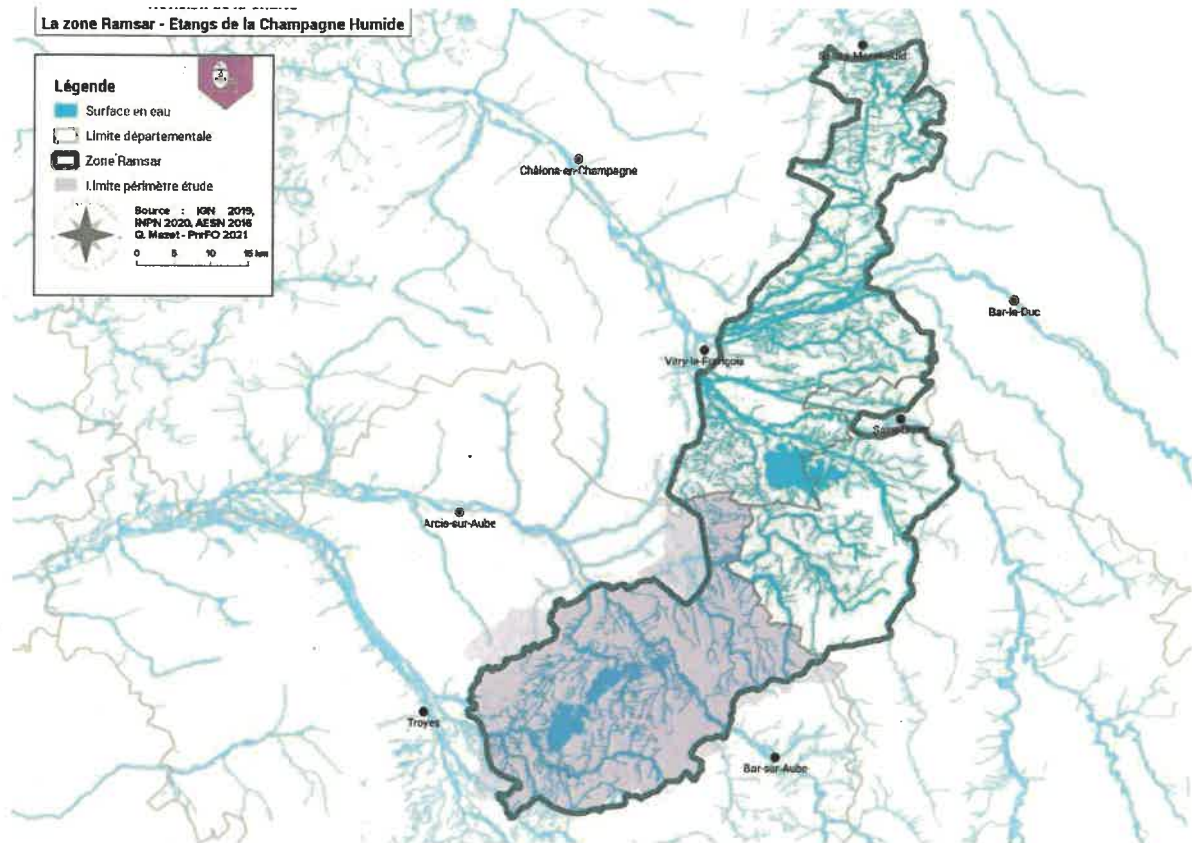 La zone Ramsar - Etangs de la Champagne Humide
Légende
Surface en eau
Limite départementale
Zone Ramsar
Limite périmètre étude
Source : IGN 2019,
INPN 2020, AESN 2016
Q. Mazet - PnrFO 2021
0 5 10 15 km
Châlons-en-Champagne
Bar-le-Duc
Vitry-le-François
Arcis-sur-Aube
Troyes
Bar-sur-Aube